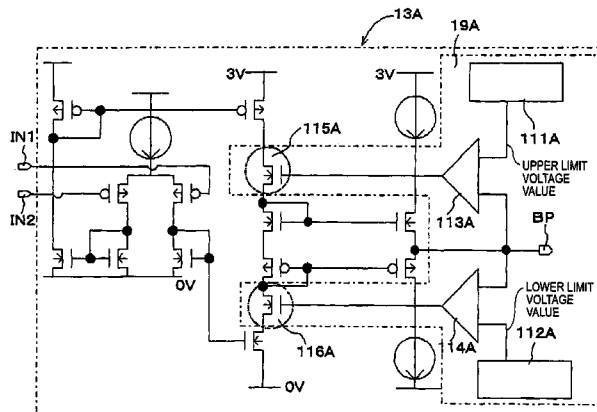 13A
19A
3V
3V
115A
111A
IN1
UPPER LIMIT
VOLTAGE
VALUE
113A
IN2
BP
0V
LOWER LIMIT
VOLTAGE
VALUE
116A
114A
112A
0V